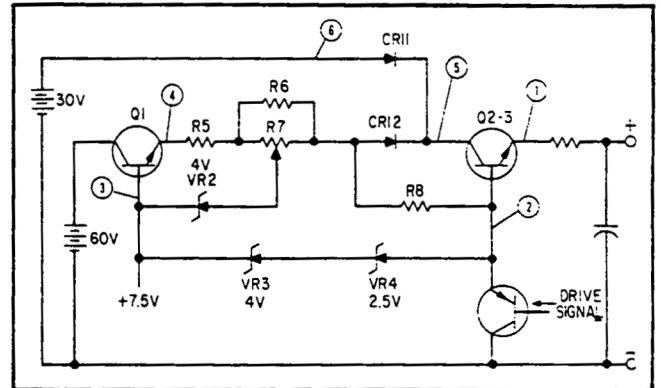 6
CR11
30V
Q1
4
R6
R5
R7
CR12
5
Q2-3
1
+
4V
VR2
3
R8
2
60V
+7.5V
VR3
4V
VR4
2.5V
DRIVE
SIGNAL
-